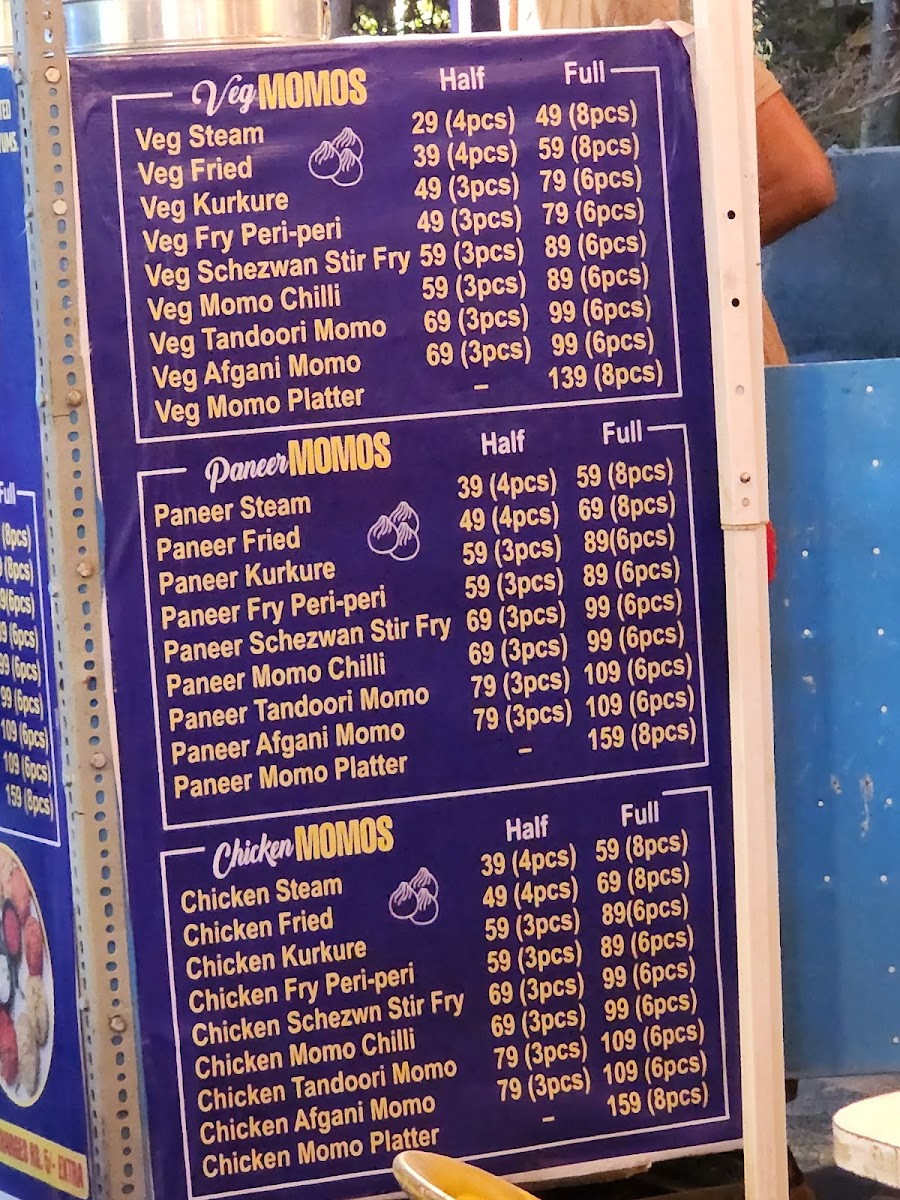 Veg MOMOS Half Full
Veg Steam 29 (4pcs) 49 (8pcs)
Veg Fried 39 (4pcs) 59 (8pcs)
Veg Kurkure 49 (3pcs) 79 (6pcs)
Veg Fry Peri-peri 49 (3pcs) 79 (6pcs)
Veg Schezwan Stir Fry 59 (3pcs) 89 (6pcs)
Veg Momo Chilli 59 (3pcs) 89 (6pcs)
Veg Tandoori Momo 69 (3pcs) 99 (6pcs)
Veg Afgani Momo 69 (3pcs) 99 (6pcs)
Veg Momo Platter – 139 (8pcs)
Paneer MOMOS Half Full
Paneer Steam 39 (4pcs) 59 (8pcs)
Paneer Fried 49 (4pcs) 69 (8pcs)
Paneer Kurkure 59 (3pcs) 89(6pcs)
Paneer Fry Peri-peri 59 (3pcs) 89 (6pcs)
Paneer Schezwan Stir Fry 69 (3pcs) 99 (6pcs)
Paneer Momo Chilli 69 (3pcs) 99 (6pcs)
Paneer Tandoori Momo 79 (3pcs) 109 (6pcs)
Paneer Afgani Momo 79 (3pcs) 109 (6pcs)
Paneer Momo Platter – 159 (8pcs)
Chicken MOMOS Half Full
Chicken Steam 39 (4pcs) 59 (8pcs)
Chicken Fried 49 (4pcs) 69 (8pcs)
Chicken Kurkure 59 (3pcs) 89(6pcs)
Chicken Fry Peri-peri 59 (3pcs) 89 (6pcs)
Chicken Schezwn Stir Fry 69 (3pcs) 99 (6pcs)
Chicken Momo Chilli 69 (3pcs) 99 (6pcs)
Chicken Tandoori Momo 79 (3pcs) 109 (6pcs)
Chicken Afgani Momo 79 (3pcs) 109 (6pcs)
Chicken Momo Platter – 159 (8pcs)
Full
(8pcs)
(8pcs)
(6pcs)
(6pcs)
99 (6pcs)
99 (6pcs)
109 (6pcs)
109 (6pcs)
159 (8pcs)
RS. 5/- EXTRA